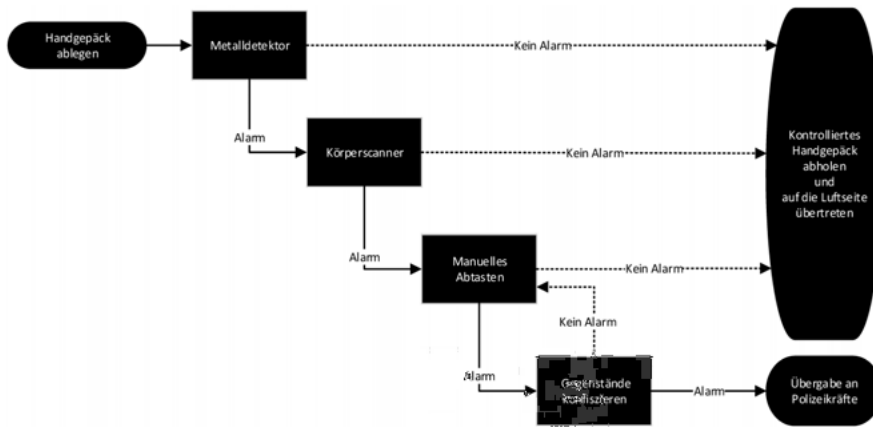 Handgepäck
ablegen
Metalldetektor
Kein Alarm
Alarm
Körperscanner
Kein Alarm
Kontrolliertes
Handgepäck
abholen
und
auf die Luftseite
übertreten
Alarm
Manuelles
Abtasten
Kein Alarm
Kein Alarm
Alarm
Gegenstände
konfiszieren
Alarm
Übergabe an
Polizeikräfte